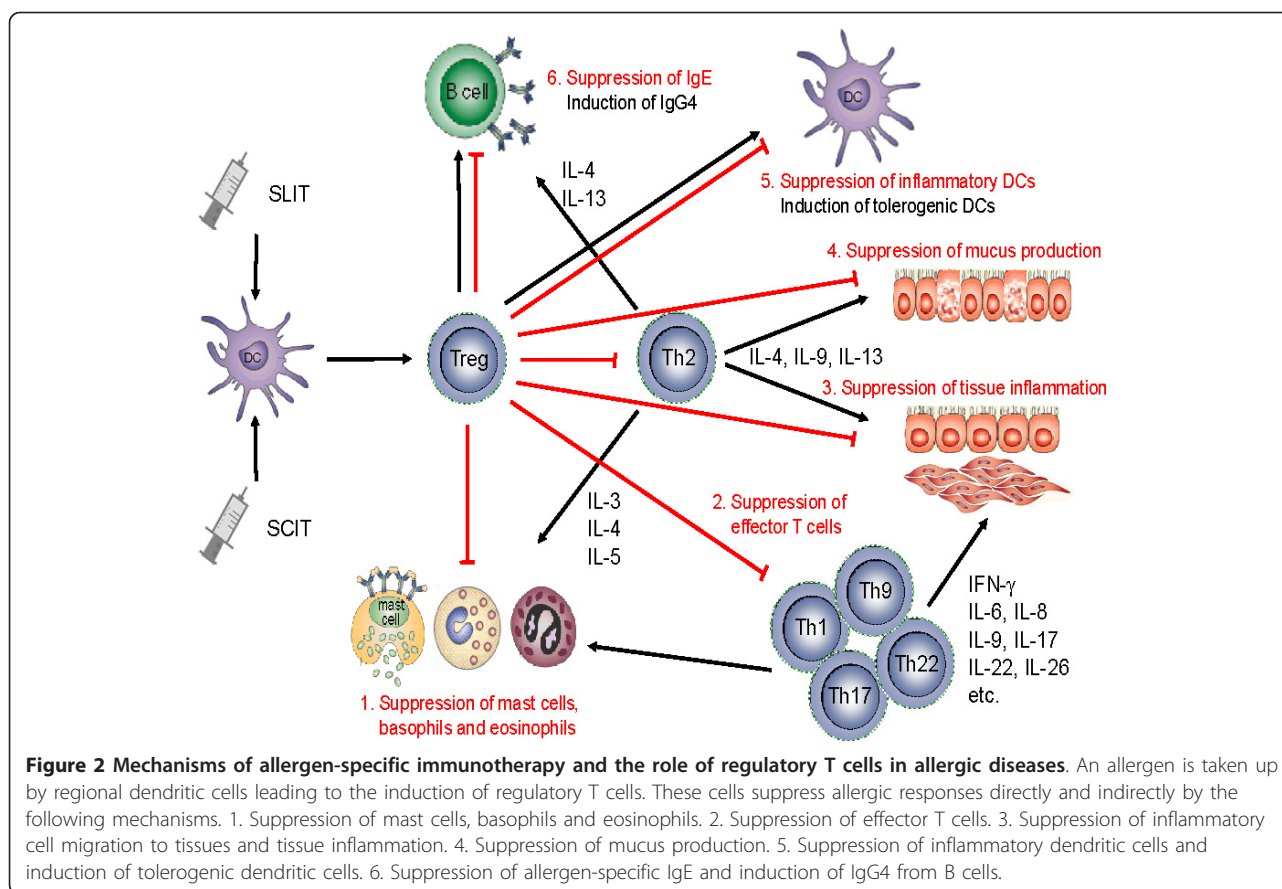 B cell
6. Suppression of IgE
Induction of IgG4
DC
SLIT
IL-4
IL-13
5. Suppression of inflammatory DCs
Induction of tolerogenic DCs
4. Suppression of mucus production
DC
Treg
Th2
IL-4, IL-9, IL-13
3. Suppression of tissue inflammation
SCIT
IL-3
IL-4
IL-5
2. Suppression of
effector T cells
mast
cell
Th9
Th1
Th22
Th17
IFN-γ
IL-6, IL-8
IL-9, IL-17
IL-22, IL-26
etc.
1. Suppression of mast cells,
basophils and eosinophils
Figure 2 Mechanisms of allergen-specific immunotherapy and the role of regulatory T cells in allergic diseases. An allergen is taken up
by regional dendritic cells leading to the induction of regulatory T cells. These cells suppress allergic responses directly and indirectly by the
following mechanisms. 1. Suppression of mast cells, basophils and eosinophils. 2. Suppression of effector T cells. 3. Suppression of inflammatory
cell migration to tissues and tissue inflammation. 4. Suppression of mucus production. 5. Suppression of inflammatory dendritic cells and
induction of tolerogenic dendritic cells. 6. Suppression of allergen-specific IgE and induction of IgG4 from B cells.